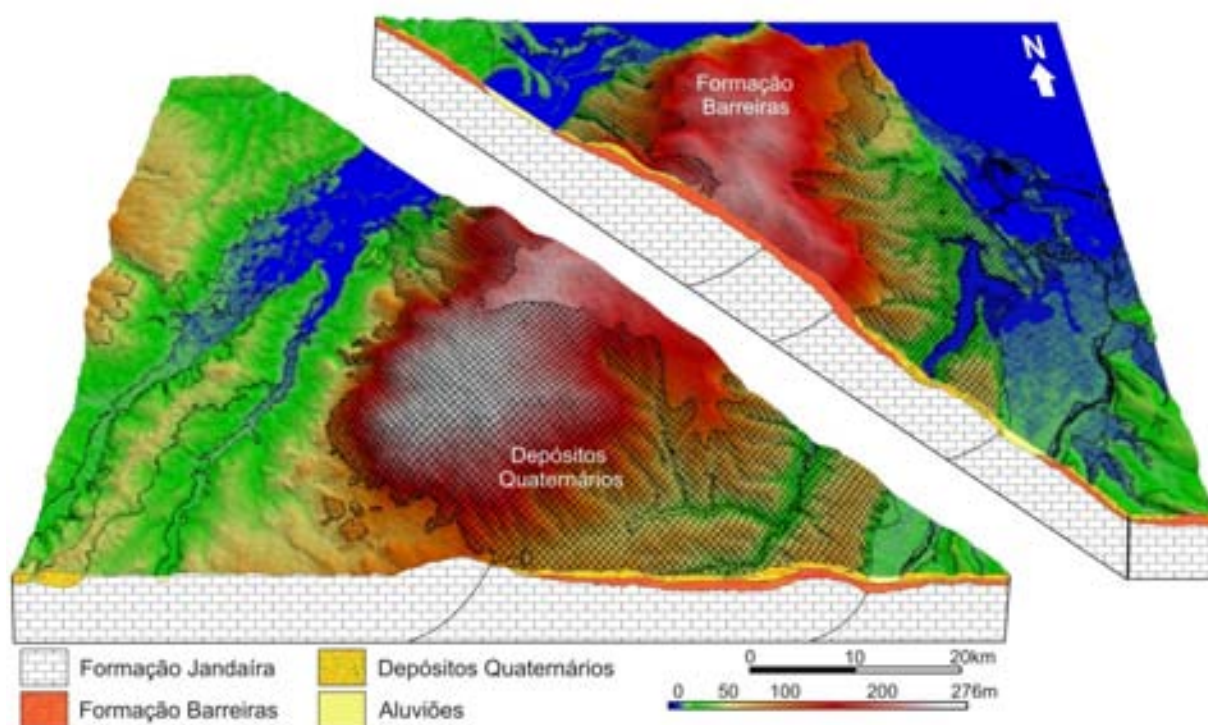 N
Formação
Barreiras
Depósitos
Quaternários
Formação Jandaíra
Depósitos Quaternários
0 10 20km
Formação Barreiras
Aluviões
0 50 100 200 276m